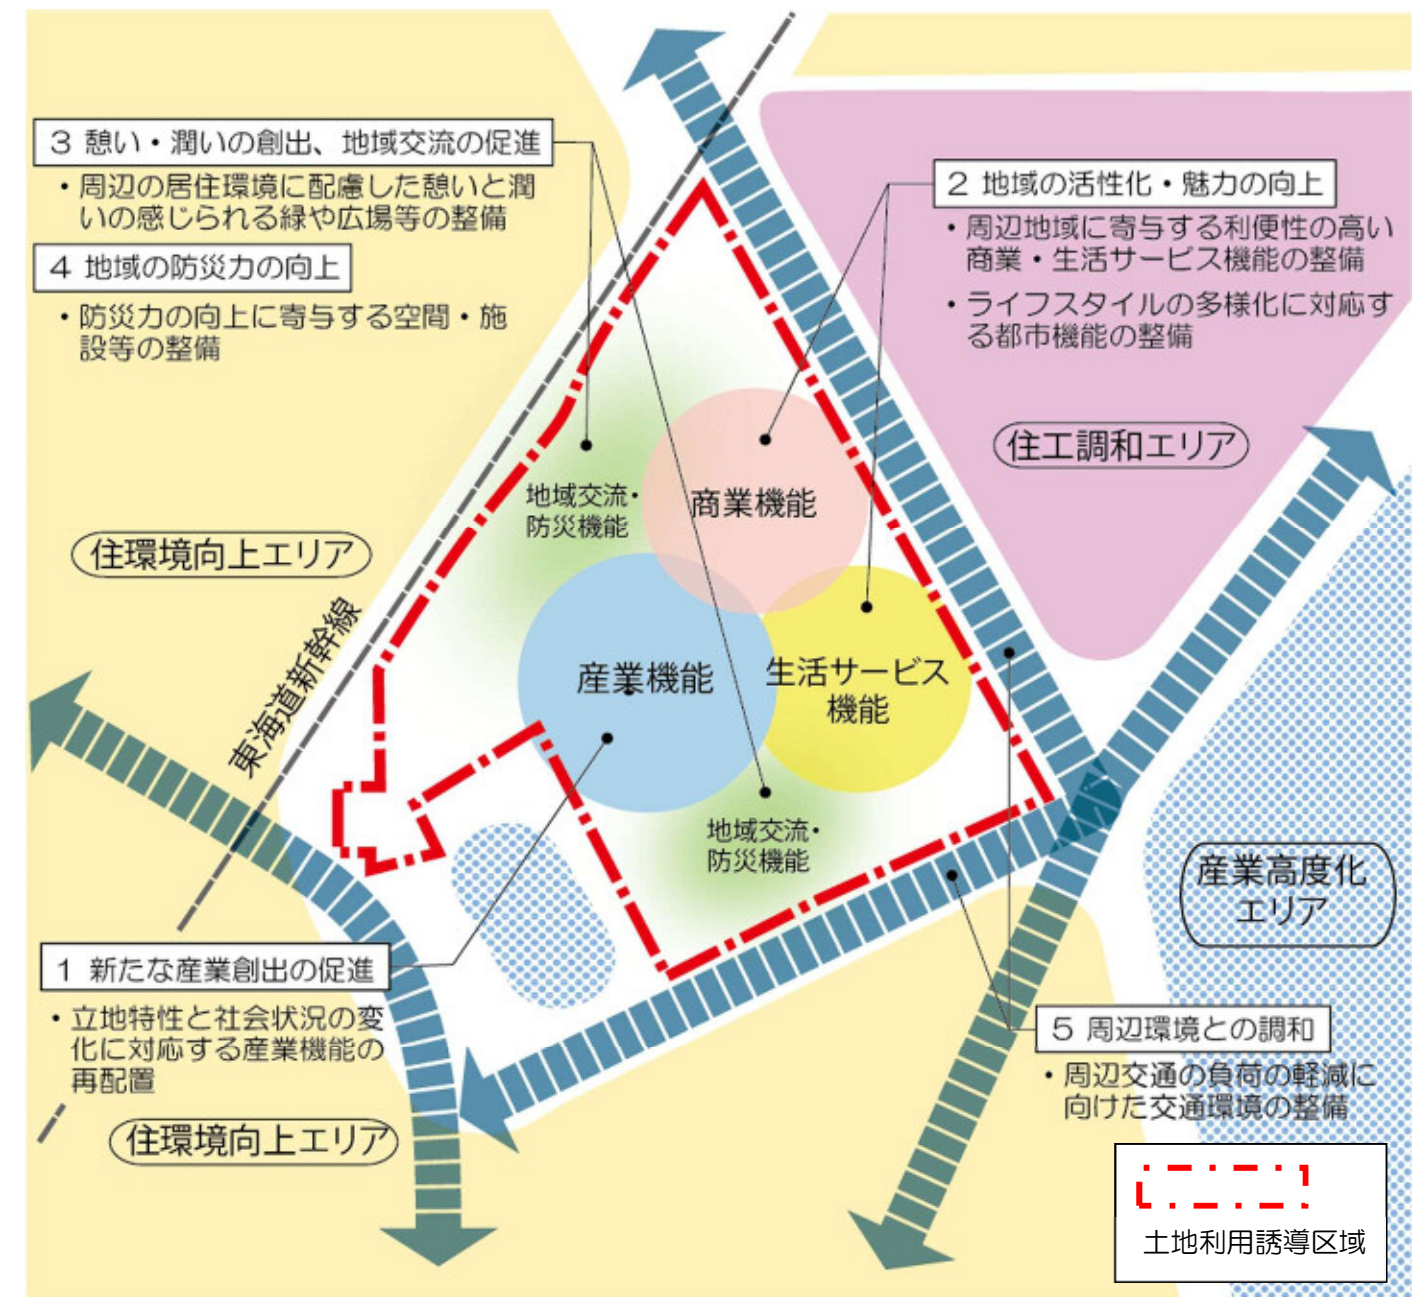 3 憩い・潤いの創出、地域交流の促進
・周辺の居住環境に配慮した憩いと潤
いの感じられる緑や広場等の整備
4 地域の防災力の向上
・防災力の向上に寄与する空間・施
設等の整備
2 地域の活性化・魅力の向上
・周辺地域に寄与する利便性の高い
商業・生活サービス機能の整備
・ライフスタイルの多様化に対応す
る都市機能の整備
住工調和エリア
地域交流・
防災機能
商業機能
住環境向上エリア
東海道新幹線
産業機能
生活サービス
機能
地域交流・
防災機能
産業高度化
エリア
1 新たな産業創出の促進
・立地特性と社会状況の変
化に対応する産業機能の
再配置
住環境向上エリア
5 周辺環境との調和
・周辺交通の負荷の軽減に
向けた交通環境の整備
土地利用誘導区域